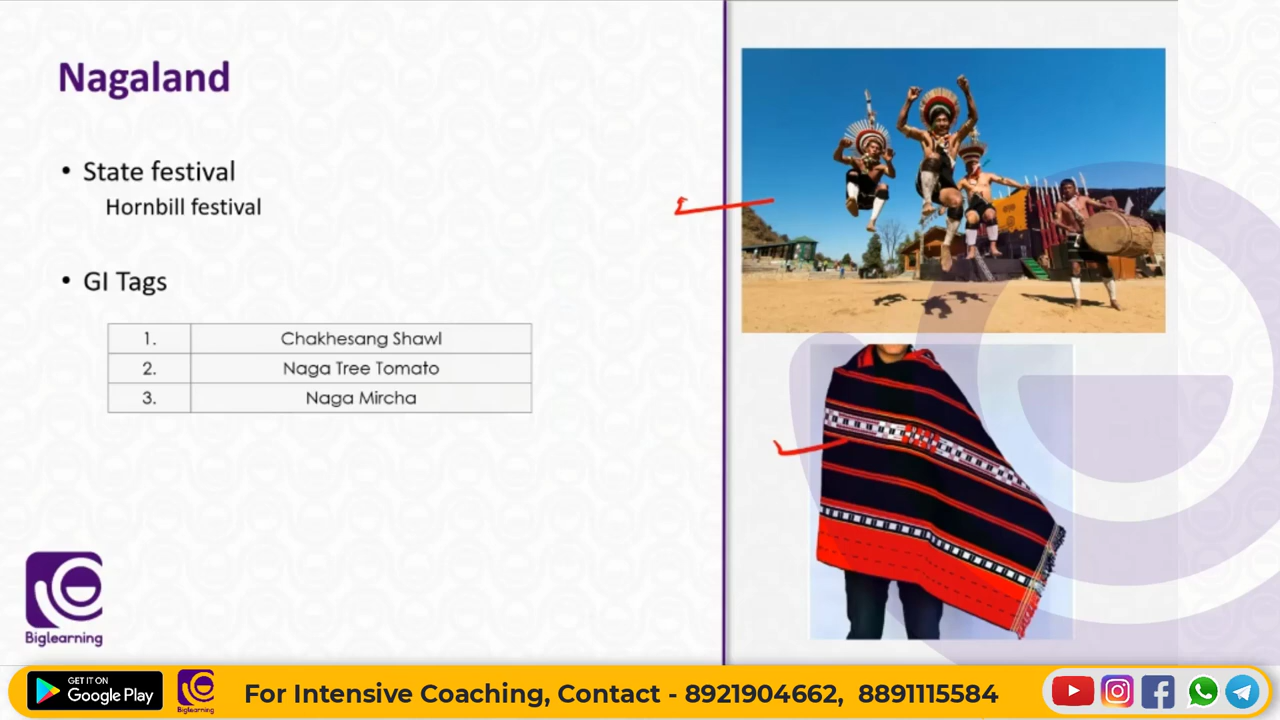 Nagaland
• State festival
Hornbill festival
• GI Tags
1. Chakhesang Shawl
2. Naga Tree Tomato
3. Naga Mircha
Biglearning
GET IT ON
Google Play
Biglearning
For Intensive Coaching, Contact - 8921904662, 8891115584